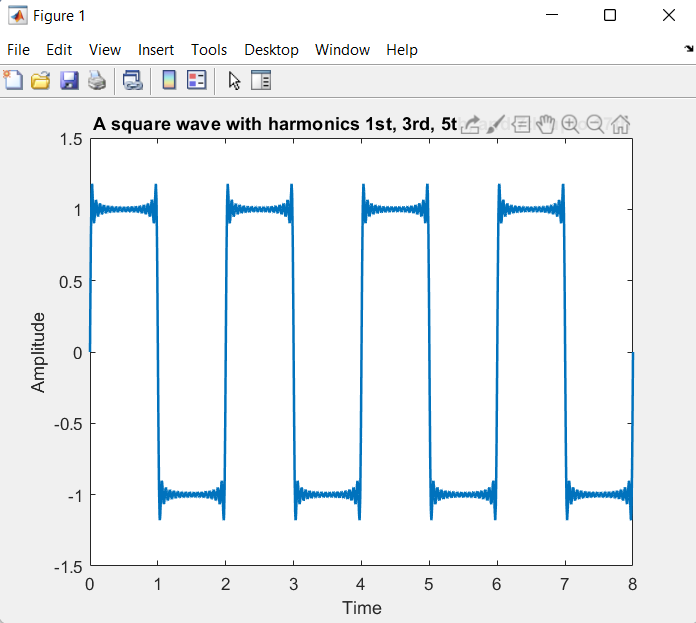 Figure 1
File Edit View Insert Tools Desktop Window Help
A square wave with harmonics 1st, 3rd, 5t
1.5
1
0.5
0
-0.5
-1
-1.5
Amplitude
0 1 2 3 4 5 6 7 8
Time